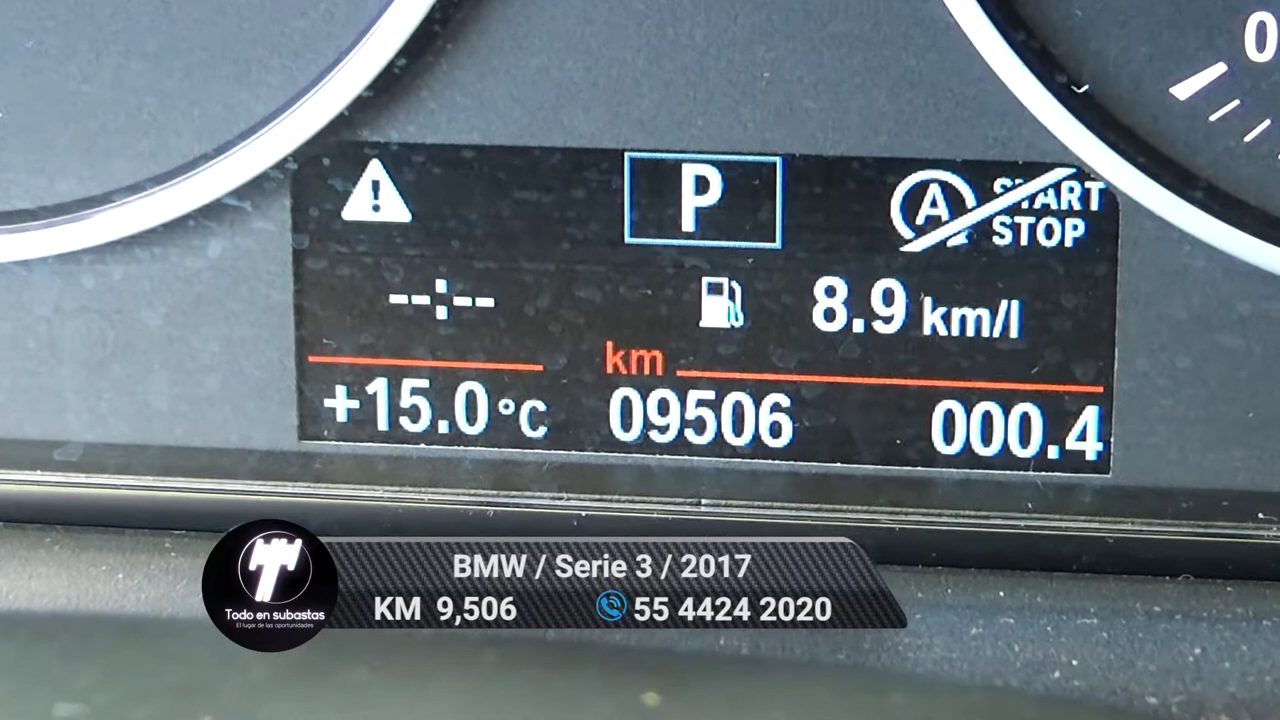 0
P
A START STOP
--:--
8.9 km/l
km
+15.0 °C 09506 000.4
BMW / Serie 3 / 2017
KM 9,506 55 4424 2020
Todo en subastas
El lugar de las oportunidades